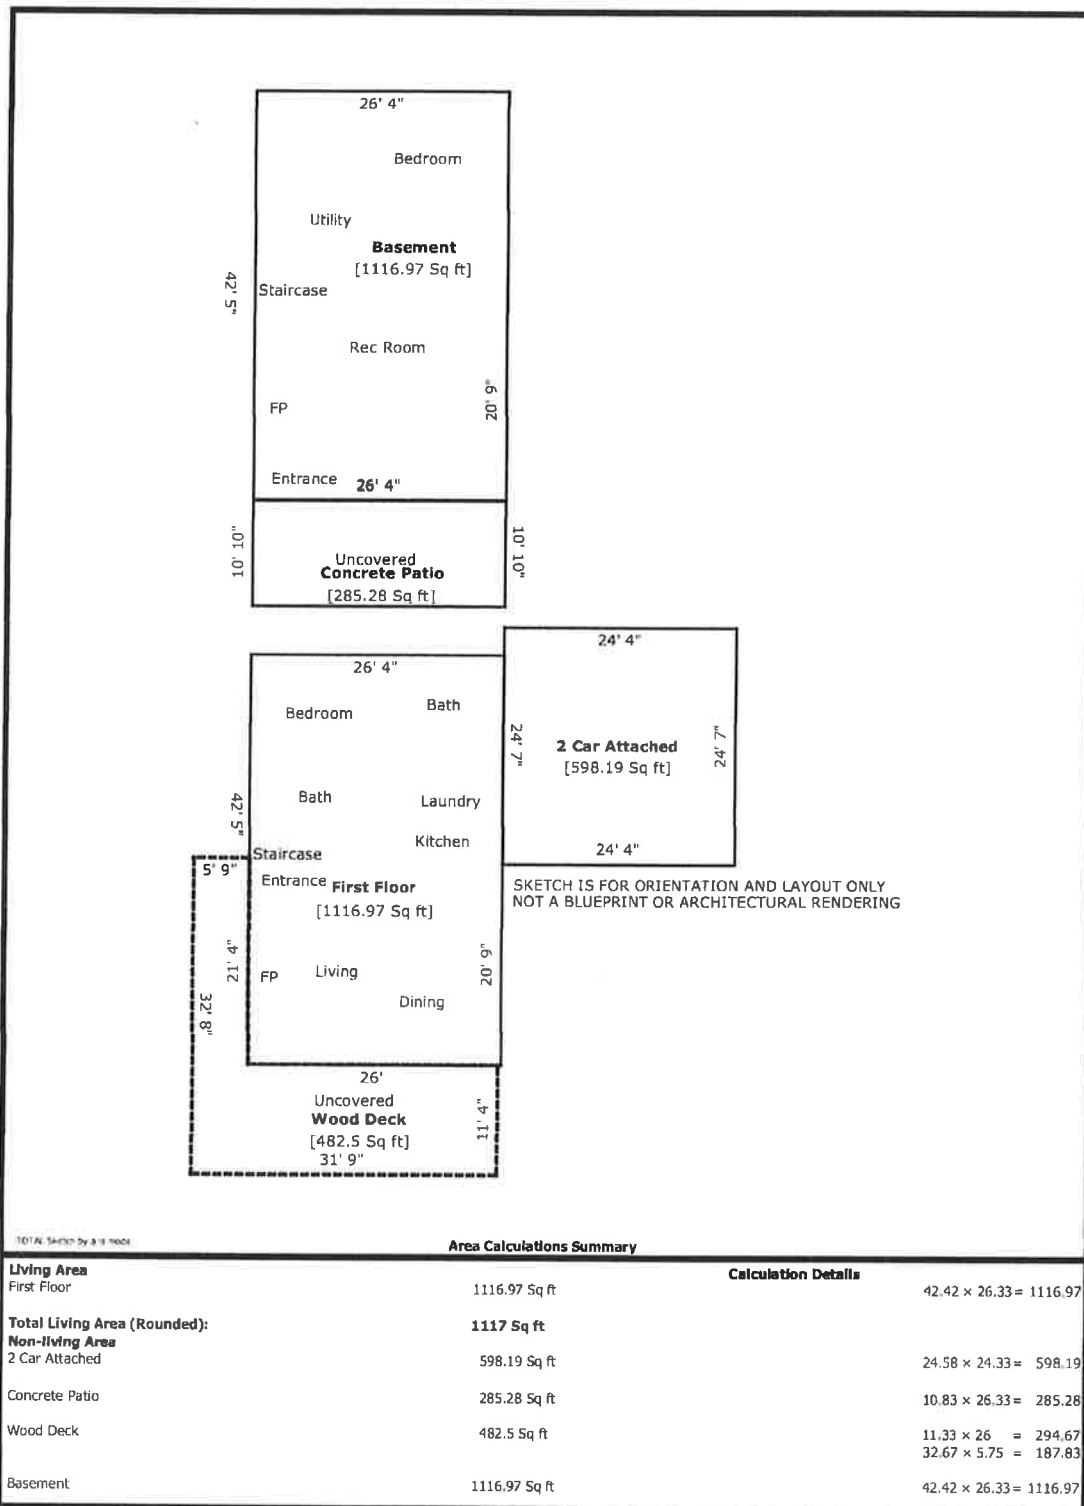 26' 4"
Bedroom
Utility
Basement
[1116.97 Sq ft]
42' 5"
Staircase
Rec Room
20' 9"
FP
Entrance 26' 4"
10' 10"
10' 10"
Uncovered
Concrete Patio
[285.28 Sq ft]
24' 4"
26' 4"
Bedroom
Bath
24' 7"
2 Car Attached
[598.19 Sq ft]
24' 7"
42' 5"
Bath
Laundry
Kitchen
24' 4"
Staircase
5' 9"
Entrance First Floor
[1116.97 Sq ft]
SKETCH IS FOR ORIENTATION AND LAYOUT ONLY
NOT A BLUEPRINT OR ARCHITECTURAL RENDERING
21' 4"
32' 8"
FP
Living
20' 9"
Dining
26'
Uncovered
Wood Deck
[482.5 Sq ft]
31' 9"
11' 4"
TOTAL Sketch by a la mode
Area Calculations Summary
Living Area Calculation Details
First Floor 1116.97 Sq ft 42.42 × 26.33 = 1116.97
Total Living Area (Rounded): 1117 Sq ft
Non-living Area
2 Car Attached 598.19 Sq ft 24.58 × 24.33 = 598.19
Concrete Patio 285.28 Sq ft 10.83 × 26.33 = 285.28
Wood Deck 482.5 Sq ft 11.33 × 26 = 294.67
32.67 × 5.75 = 187.83
Basement 1116.97 Sq ft 42.42 × 26.33 = 1116.97